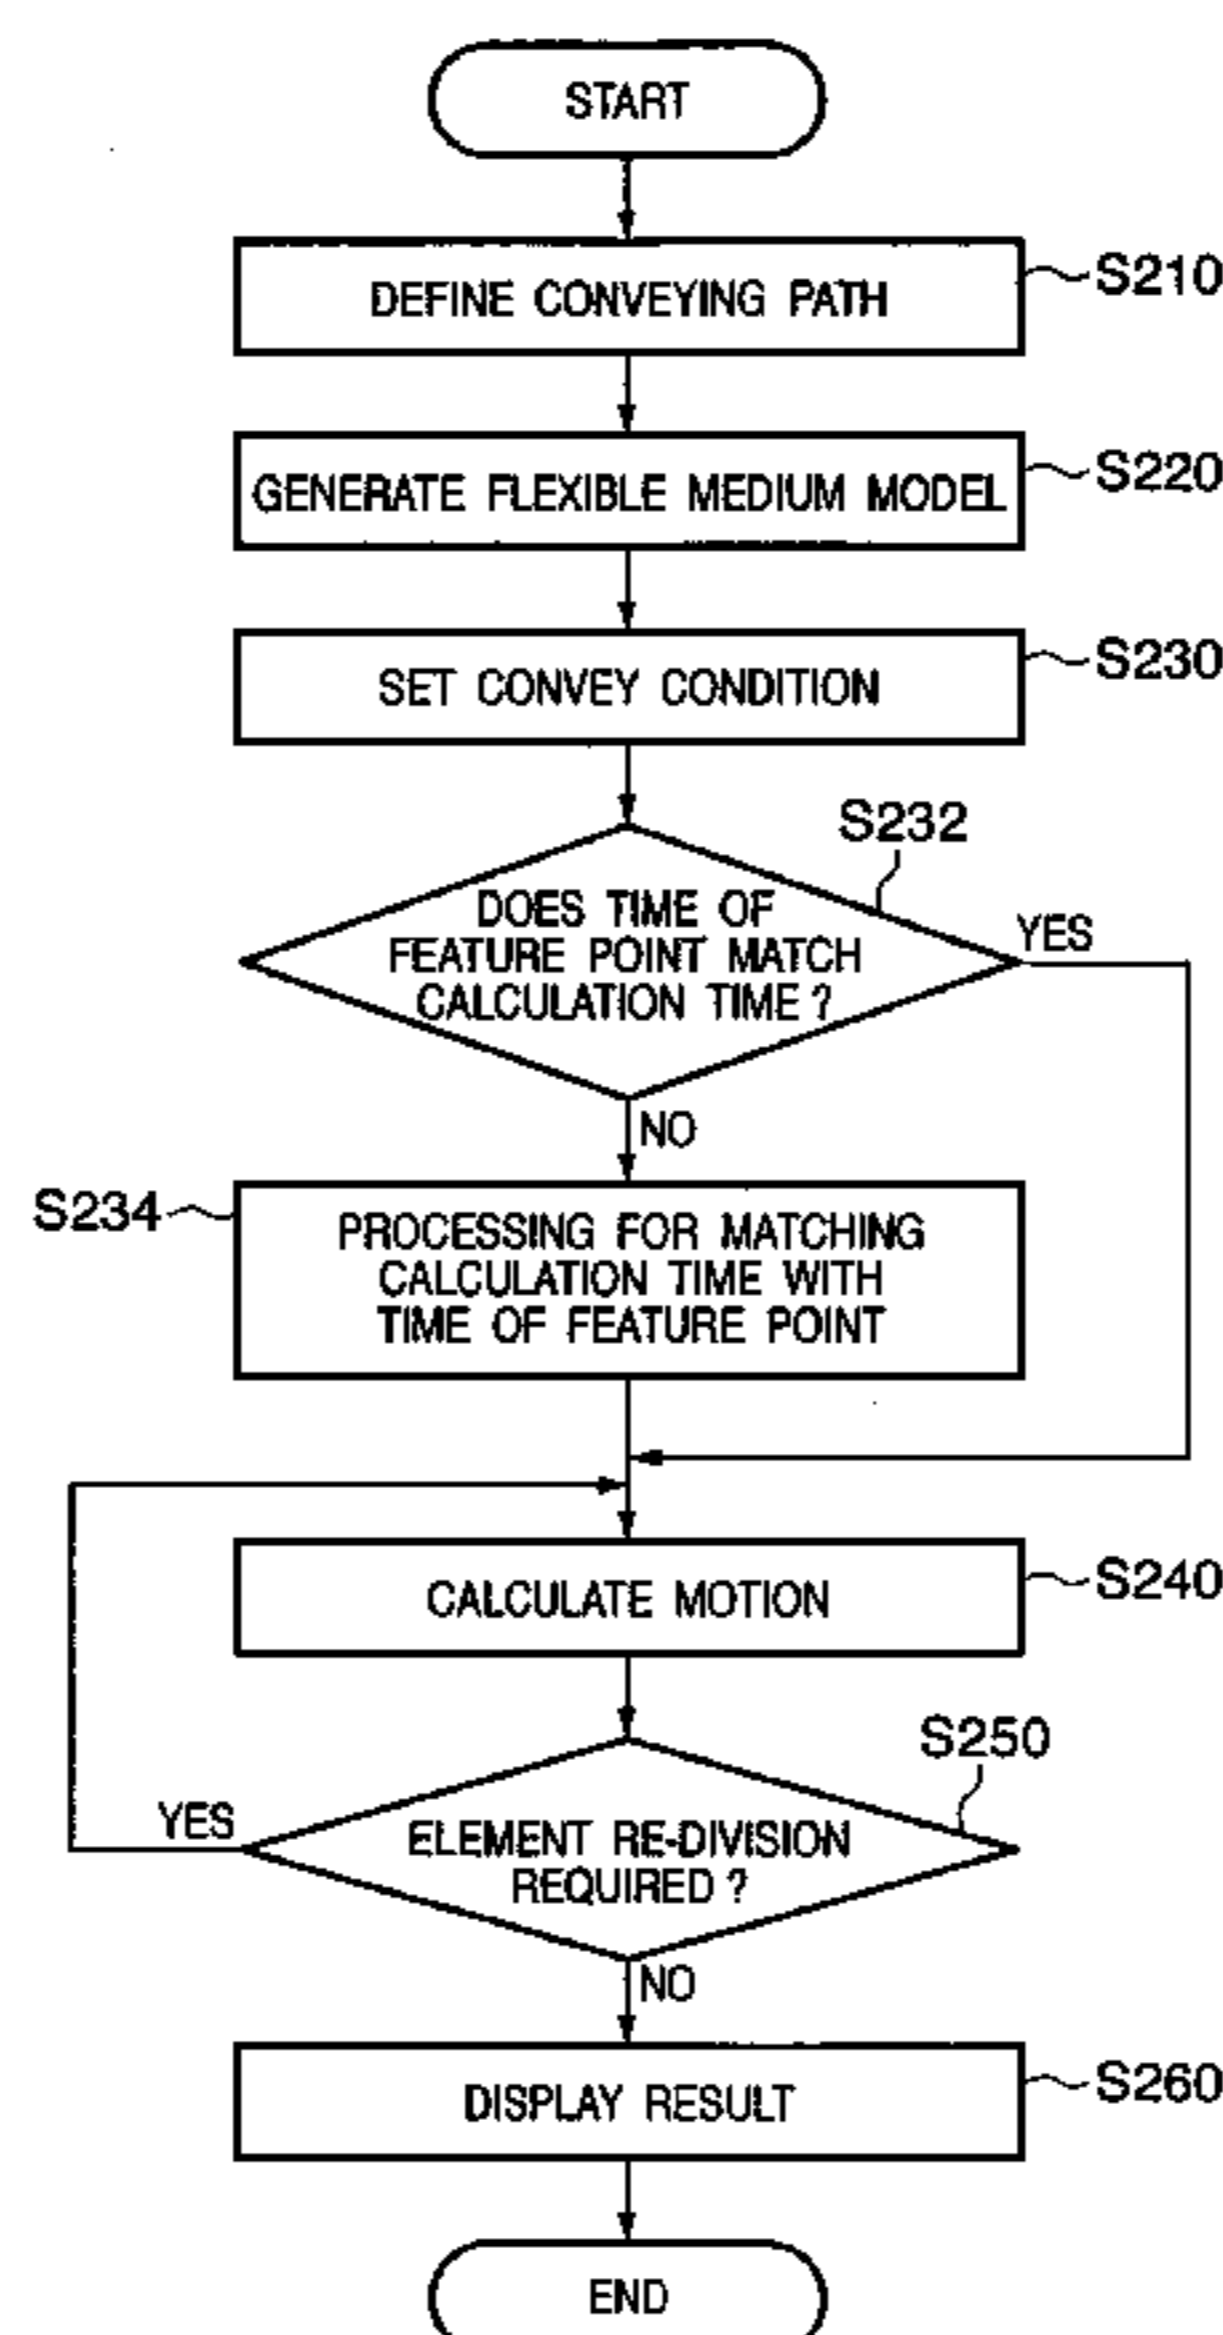 START
DEFINE CONVEYING PATH
S210
GENERATE FLEXIBLE MEDIUM MODEL
S220
SET CONVEY CONDITION
S230
S232
DOES TIME OF
FEATURE POINT MATCH
CALCULATION TIME ?
YES
NO
S234
PROCESSING FOR MATCHING
CALCULATION TIME WITH
TIME OF FEATURE POINT
CALCULATE MOTION
S240
S250
YES
ELEMENT RE-DIVISION
REQUIRED ?
NO
DISPLAY RESULT
S260
END